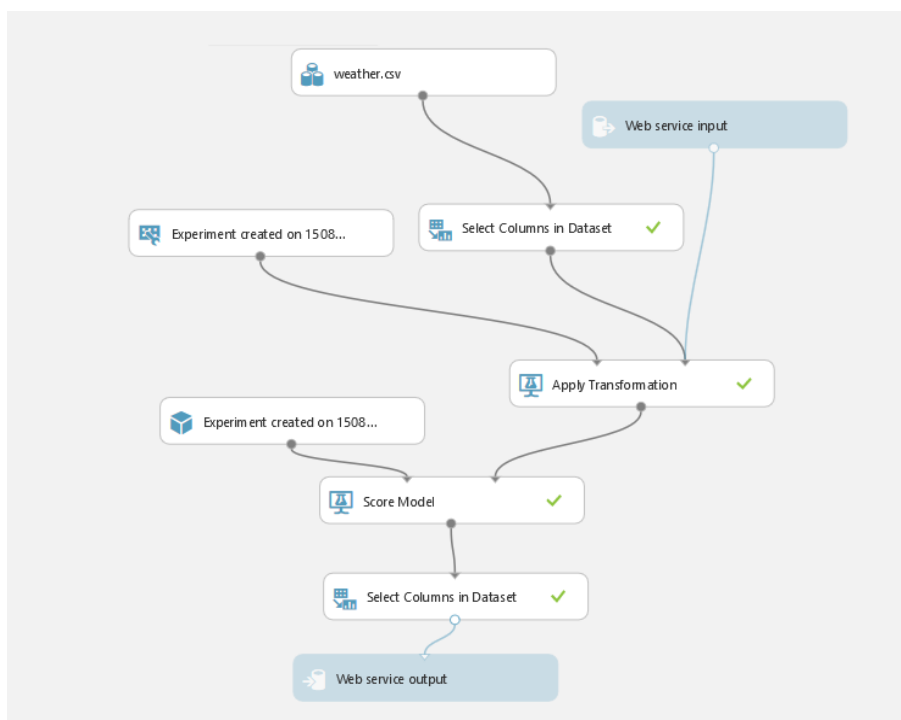 weather.csv
Web service input
Select Columns in Dataset
Experiment created on 1508...
Apply Transformation
Experiment created on 1508...
Score Model
Select Columns in Dataset
Web service output